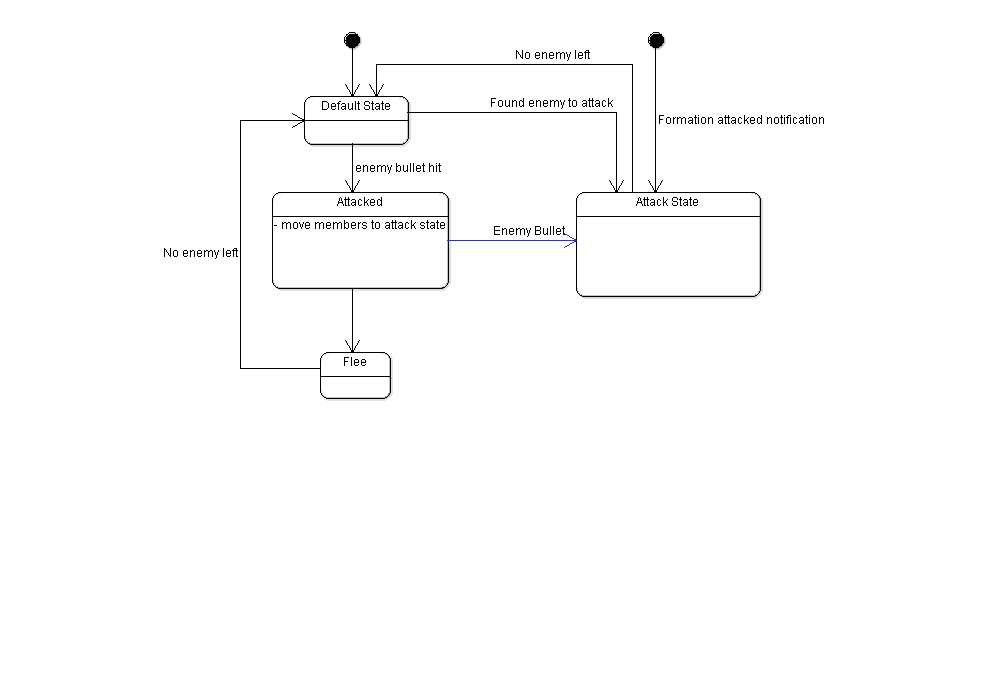 No enemy left
Default State
Found enemy to attack
Formation attacked notification
enemy bullet hit
Attacked
Attack State
- move members to attack state
Enemy Bullet
No enemy left
Flee